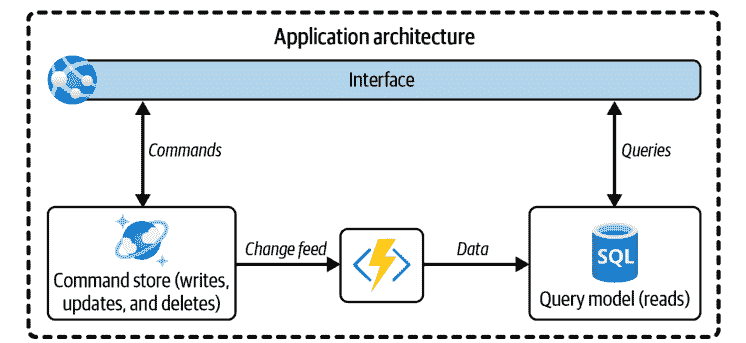 Application architecture
Interface
Commands
Queries
Command store (writes,
updates, and deletes)
Change feed
Data
SQL
Query model (reads)